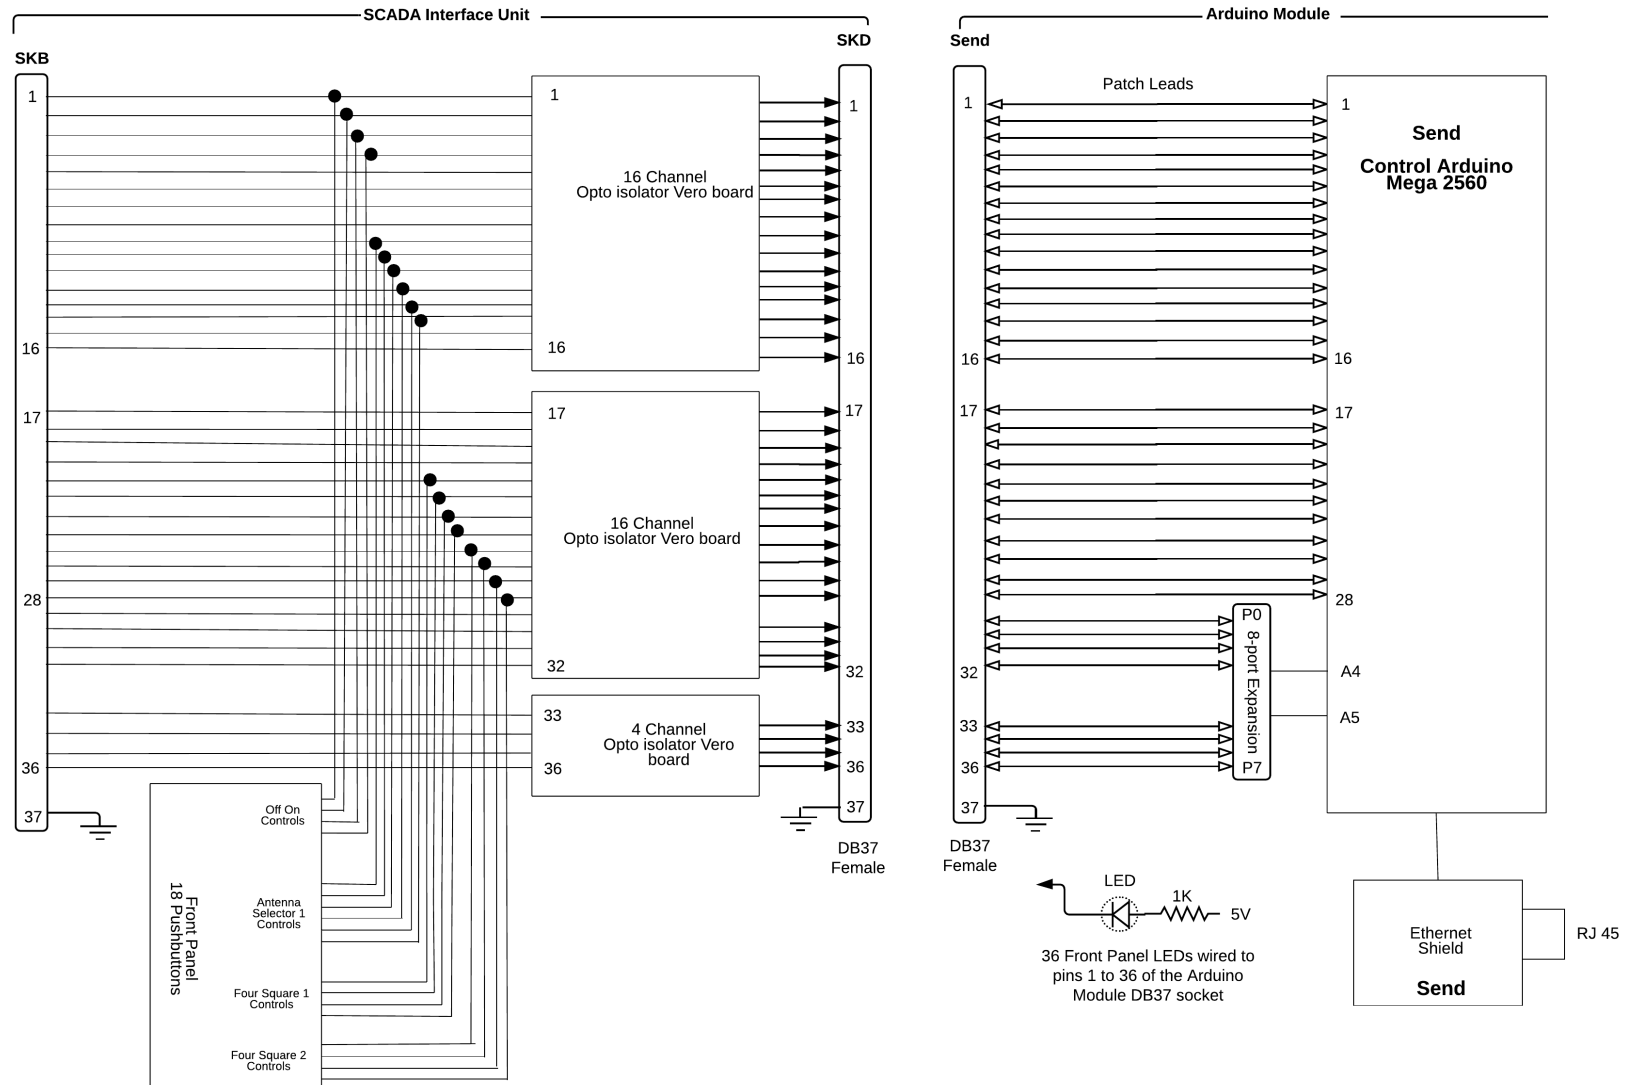 SCADA Interface Unit
Arduino Module
SKB
SKD
Send
Patch Leads
1
1
1
1
1
Send
Control Arduino
Mega 2560
16 Channel
Opto isolator Vero board
16
16
16
16
16
17
17
17
17
17
16 Channel
Opto isolator Vero board
28
28
P0
8-port Expansion
P7
32
32
32
A4
A5
33
33
33
4 Channel
Opto isolator Vero
board
36
36
36
36
37
37
37
DB37
Female
DB37
Female
Off On
Controls
Front Panel
18 Pushbuttons
Antenna
Selector 1
Controls
Four Square 1
Controls
Four Square 2
Controls
LED
1K
5V
36 Front Panel LEDs wired to
pins 1 to 36 of the Arduino
Module DB37 socket
Ethernet
Shield
Send
RJ 45